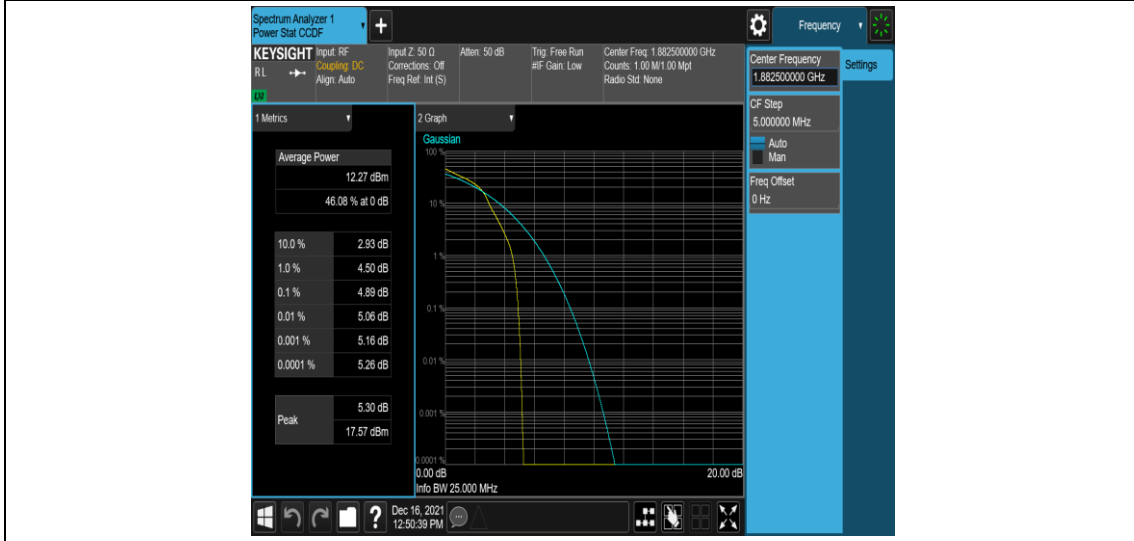 Spectrum Analyzer 1
Power Stat CCDF
Frequency
KEYSIGHT
RL
Input: RF
Coupling: DC
Align: Auto
Input Z: 50 Ω
Corrections: Off
Freq Ref: Int (S)
Atten: 50 dB
Trig: Free Run
#IF Gain: Low
Center Freq: 1.882500000 GHz
Counts: 1.00 M/1.00 Mpt
Radio Std: None
Center Frequency
1.882500000 GHz
Settings
CF Step
5.000000 MHz
Auto
Man
Freq Offset
0 Hz
1 Metrics
Average Power
12.27 dBm
46.08 % at 0 dB
10.0 % 2.93 dB
1.0 % 4.50 dB
0.1 % 4.89 dB
0.01 % 5.06 dB
0.001 % 5.16 dB
0.0001 % 5.26 dB
Peak
5.30 dB
17.57 dBm
2 Graph
Gaussian
100 %
10 %
1 %
0.1 %
0.01 %
0.001 %
0.0001 %
0.00 dB 20.00 dB
Info BW 25.000 MHz
?
Dec 16, 2021
12:50:39 PM